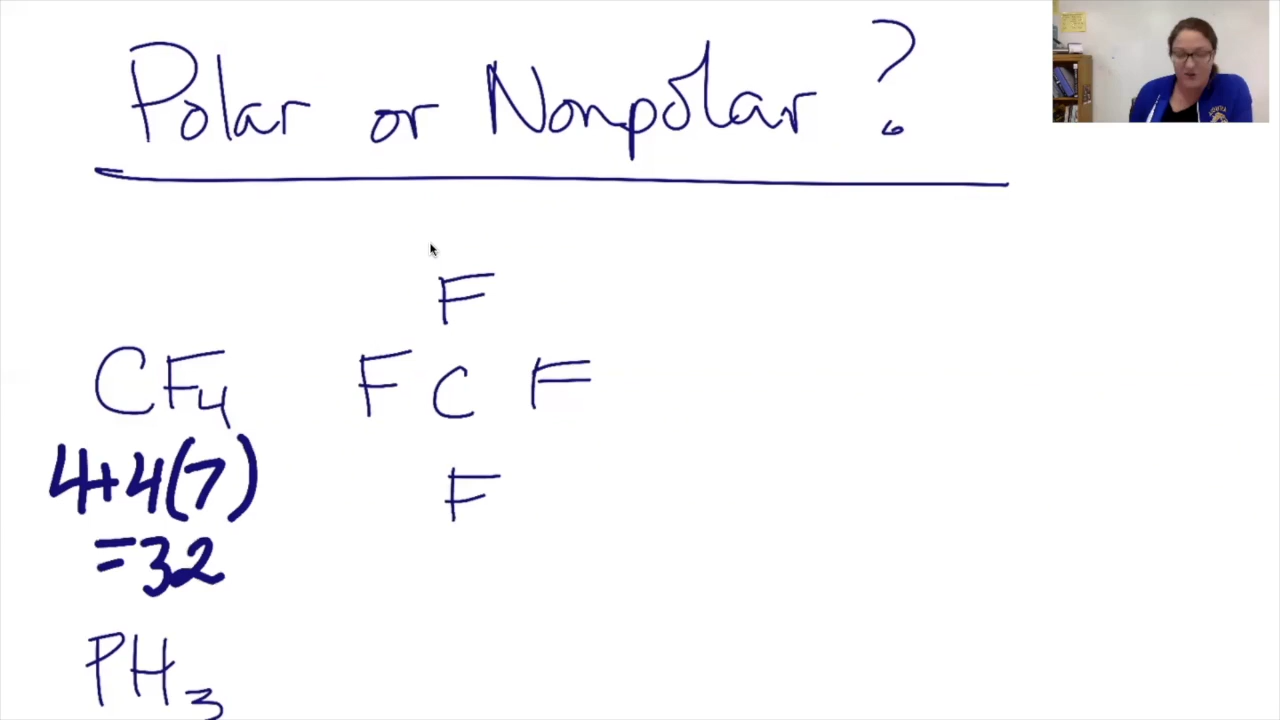 Polar or Nonpolar?
F
CF₄ F C F
4+4(7)
F
=32
PH₃